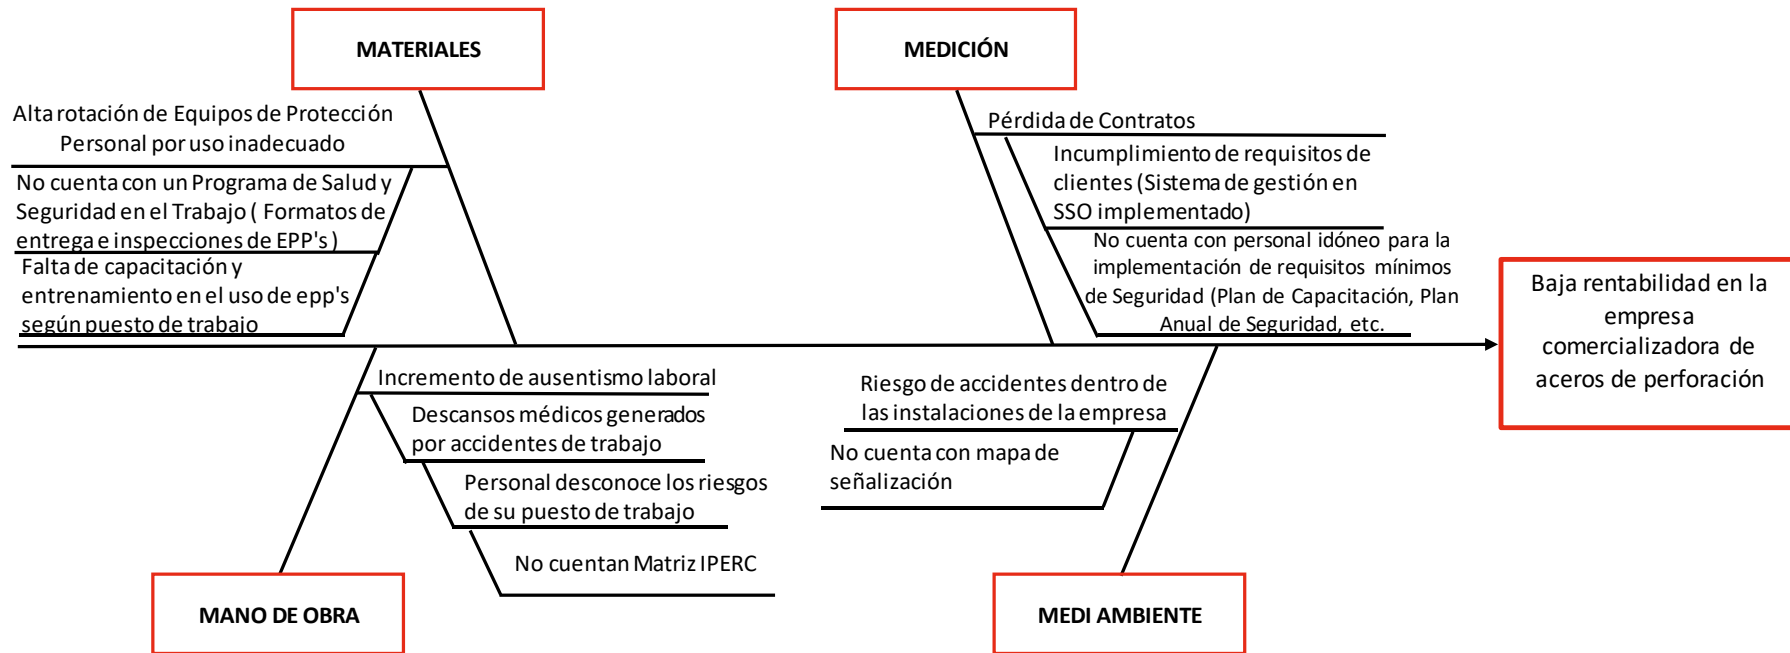 MATERIALES
MEDICIÓN
Alta rotación de Equipos de Protección
Personal por uso inadecuado
No cuenta con un Programa de Salud y
Seguridad en el Trabajo ( Formatos de
entrega e inspecciones de EPP's )
Falta de capacitación y
entrenamiento en el uso de epp's
según puesto de trabajo
Pérdida de Contratos
Incumplimiento de requisitos de
clientes (Sistema de gestión en
SSO implementado)
No cuenta con personal idóneo para la
implementación de requisitos mínimos
de Seguridad (Plan de Capacitación, Plan
Anual de Seguridad, etc.
Baja rentabilidad en la
empresa
comercializadora de
aceros de perforación
Incremento de ausentismo laboral
Descansos médicos generados
por accidentes de trabajo
Personal desconoce los riesgos
de su puesto de trabajo
No cuentan Matriz IPERC
Riesgo de accidentes dentro de
las instalaciones de la empresa
No cuenta con mapa de
señalización
MANO DE OBRA
MEDI AMBIENTE